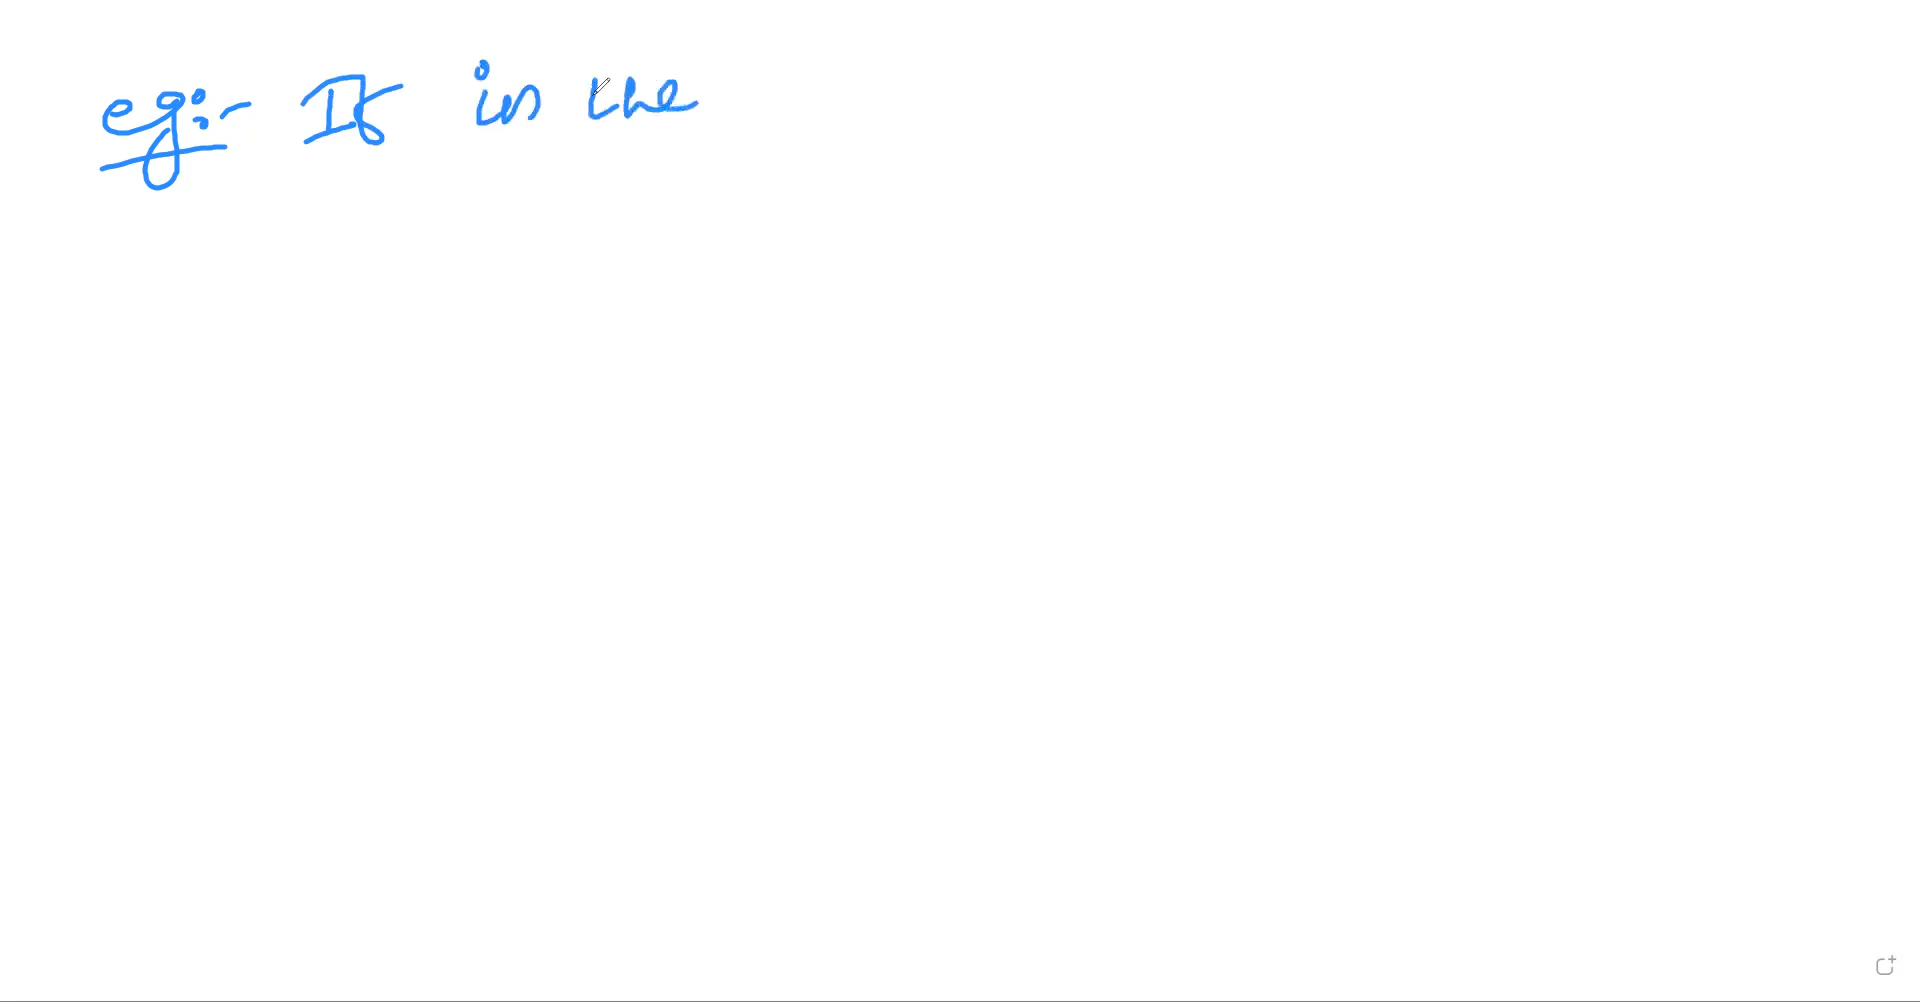 eg:- If in the